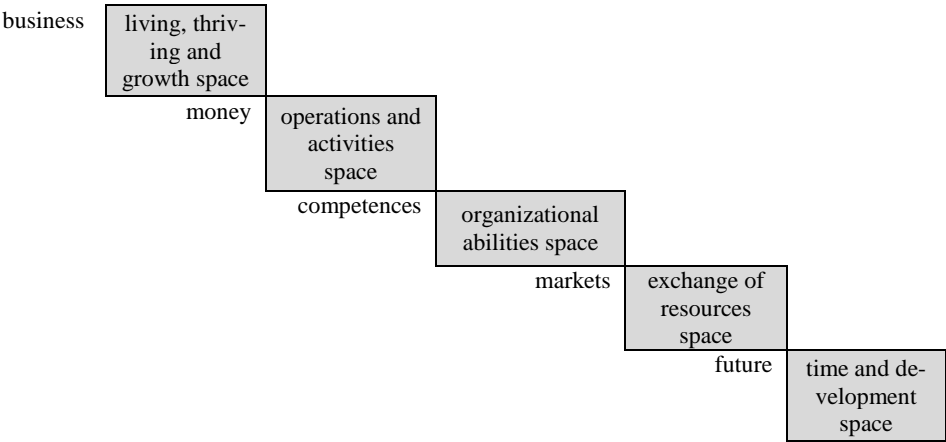 business
living, thriv-
ing and
growth space
money
operations and
activities
space
competences
organizational
abilities space
markets
exchange of
resources
space
future
time and de-
velopment
space